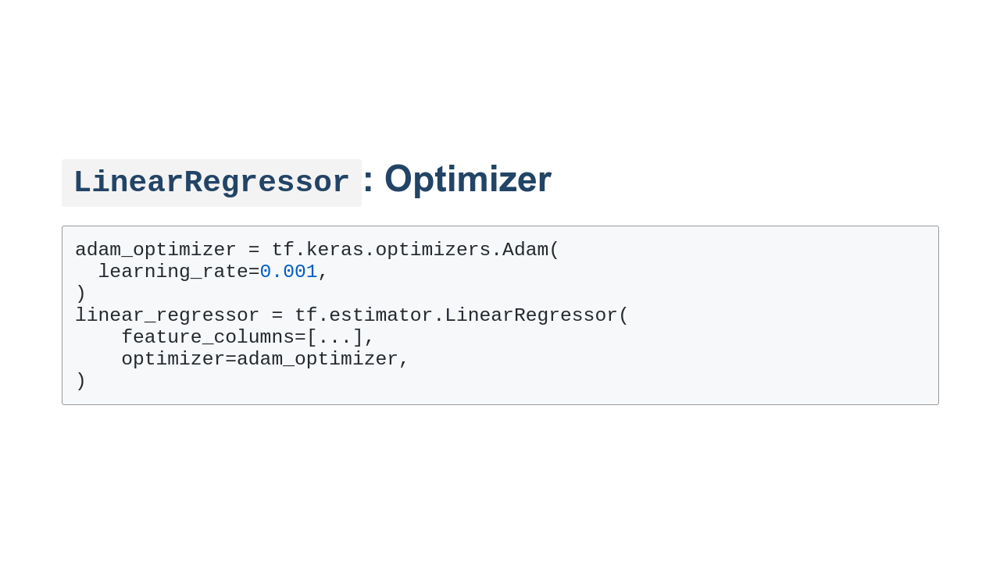 LinearRegressor: Optimizer
adam_optimizer = tf.keras.optimizers.Adam(
  learning_rate=0.001,
)
linear_regressor = tf.estimator.LinearRegressor(
    feature_columns=[...],
    optimizer=adam_optimizer,
)